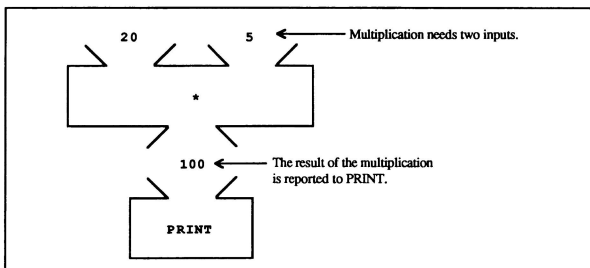 20 5 Multiplication needs two inputs.
*
100 The result of the multiplication
is reported to PRINT.
PRINT